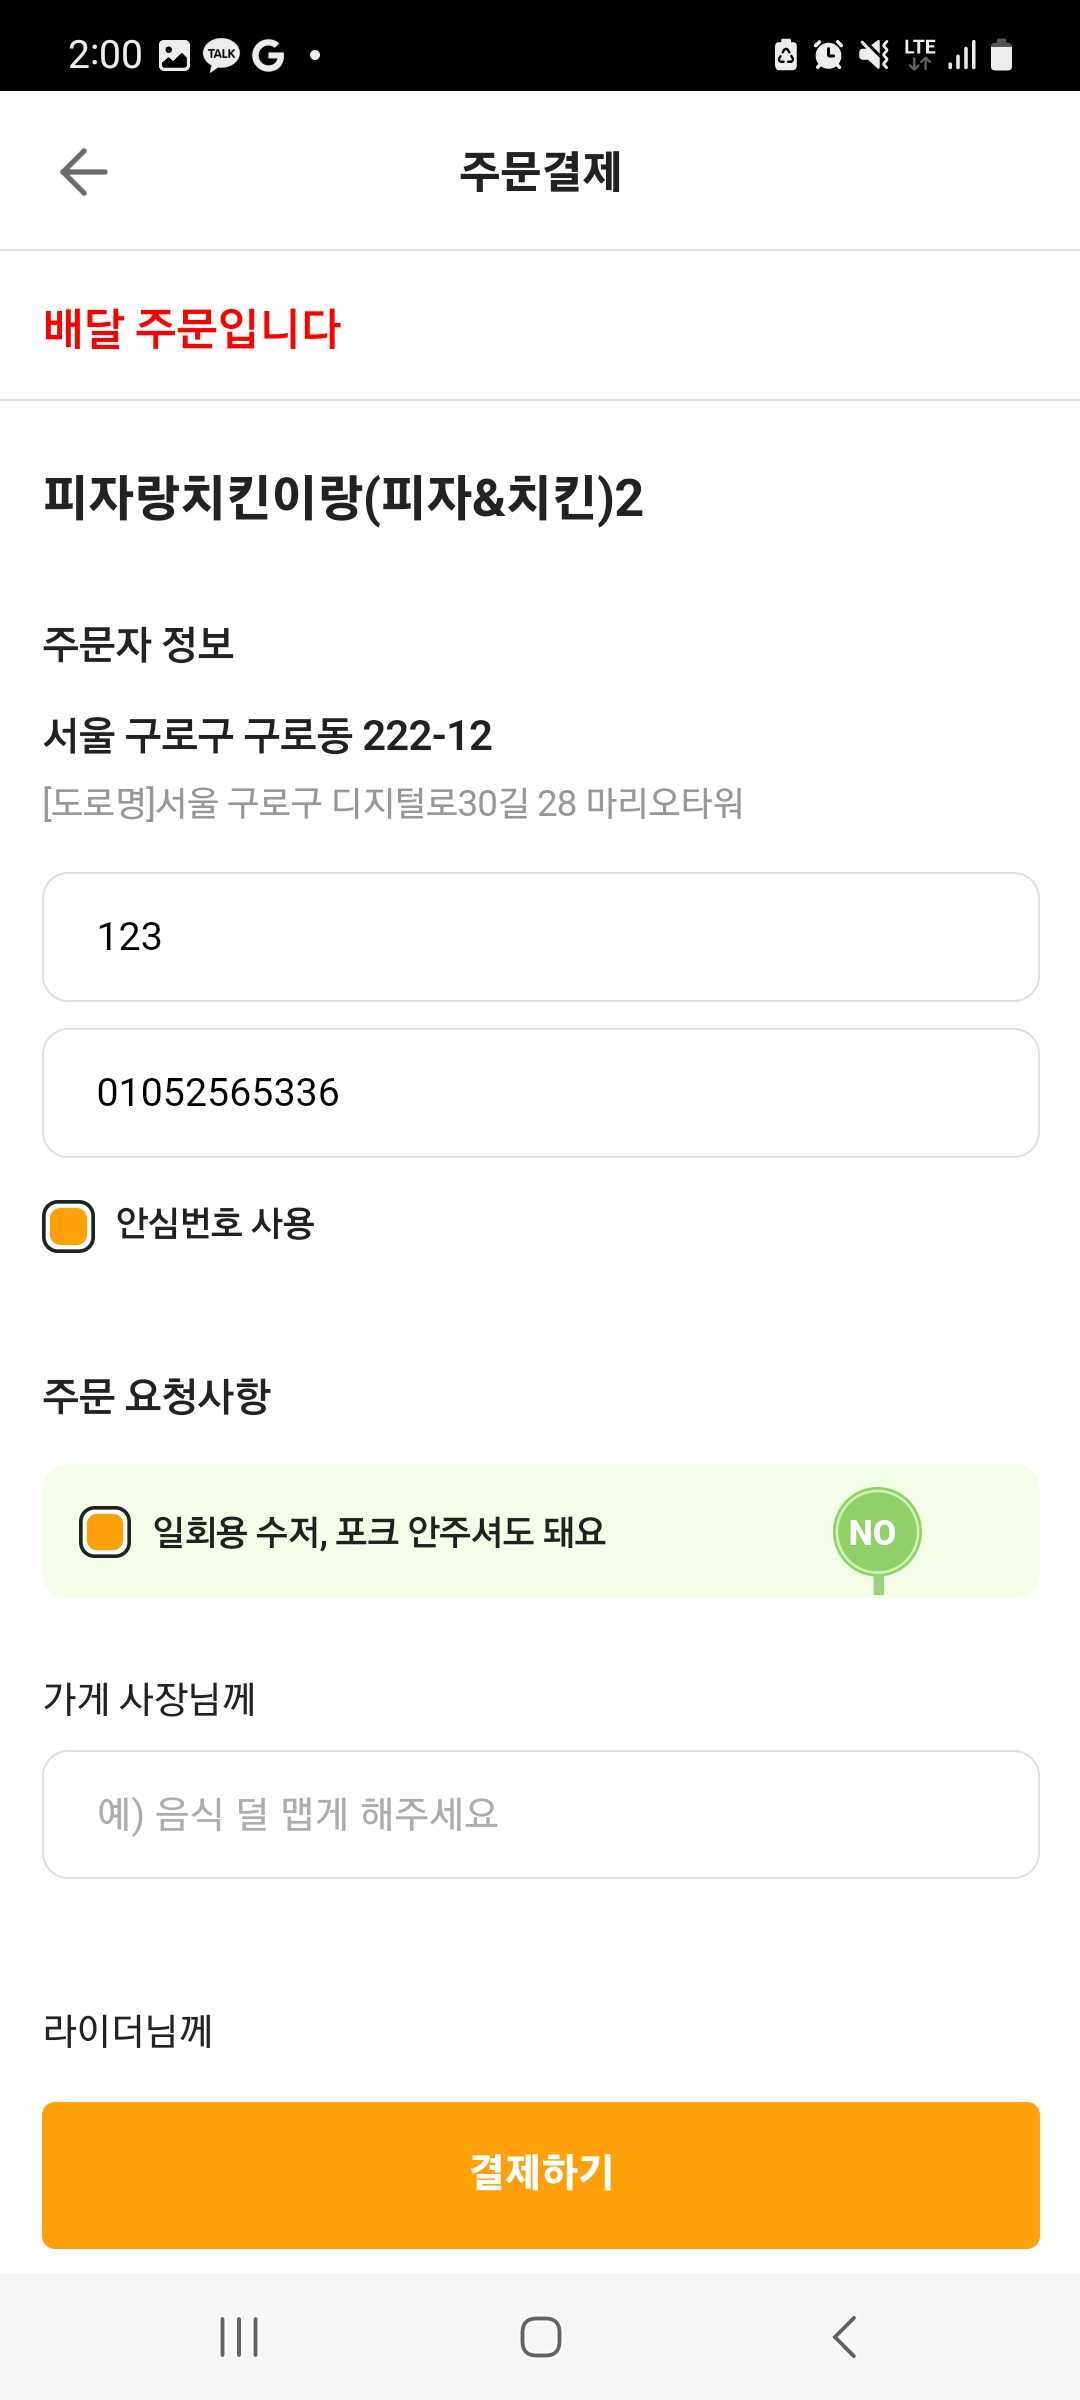 2:00
TALK
G
LTE
주문결제
배달 주문입니다
피자랑치킨이랑(피자&치킨)2
주문자 정보
서울 구로구 구로동 222-12
[도로명]서울 구로구 디지털로30길 28 마리오타워
123
01052565336
안심번호 사용
주문 요청사항
일회용 수저, 포크 안주셔도 돼요
NO
가게 사장님께
예) 음식 덜 맵게 해주세요
라이더님께
결제하기